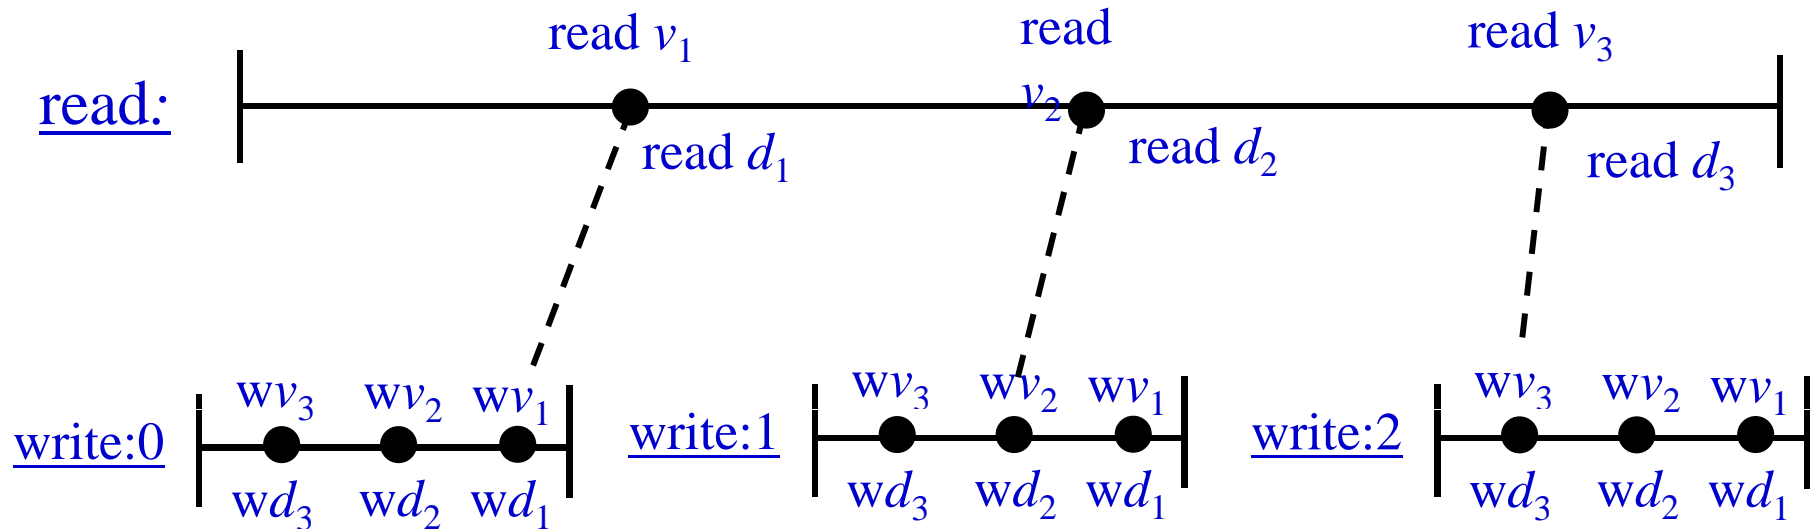 read v₁ read read v₃
read: v₂
read d₁ read d₂ read d₃
wv₃ wv₂ wv₁ wv₃ wv₂ wv₁ wv₃ wv₂ wv₁
write:0 write:1 write:2
wd₃ wd₂ wd₁ wd₃ wd₂ wd₁ wd₃ wd₂ wd₁